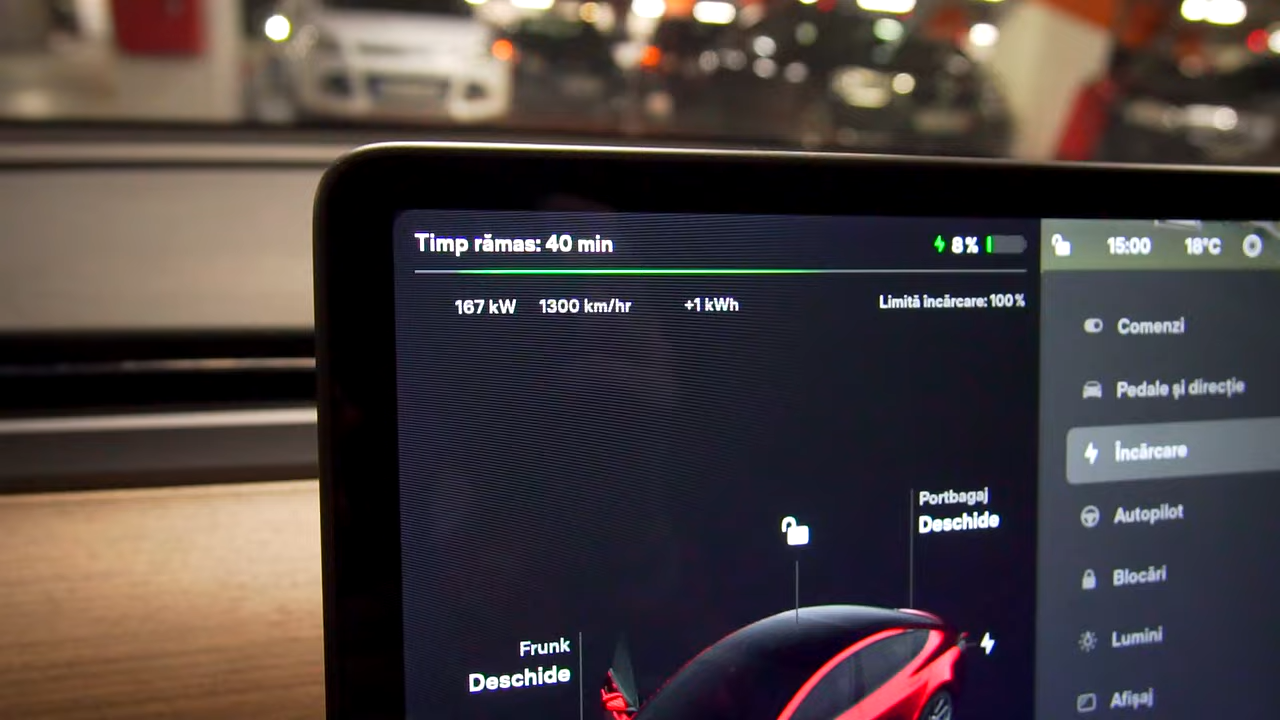 Timp rămas: 40 min
8%
167 kW 1300 km/hr +1 kWh
Limită încărcare: 100%
15:00 18°C
Comenzi
Pedale și direcție
Încărcare
Autopilot
Blocări
Lumini
Afișaj
Portbagaj
Deschide
Frunk
Deschide